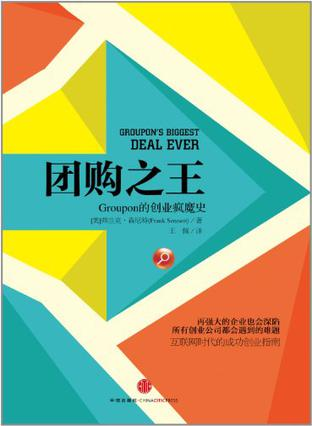 GROUPON'S BIGGEST
DEAL EVER
团购之王
Groupon的创业疯魔史
[美]弗兰克·森尼特(Frank Sennett) 著
王 佩 译
再强大的企业也会深陷
所有创业公司都会遇到的难题
互联网时代的成功创业指南
中信出版社·CHINACITICPRESS